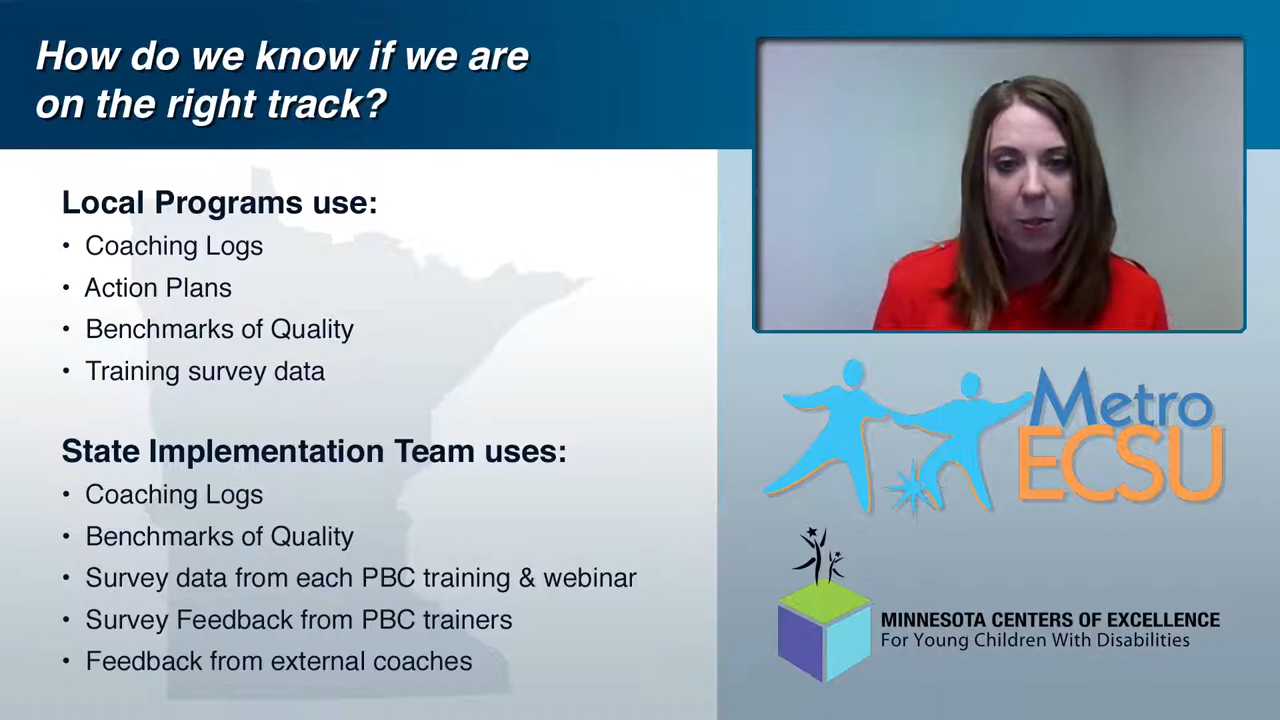 How do we know if we are
on the right track?
Local Programs use:
• Coaching Logs
• Action Plans
• Benchmarks of Quality
• Training survey data
State Implementation Team uses:
• Coaching Logs
• Benchmarks of Quality
• Survey data from each PBC training & webinar
• Survey Feedback from PBC trainers
• Feedback from external coaches
Metro
ECSU
MINNESOTA CENTERS OF EXCELLENCE
For Young Children With Disabilities